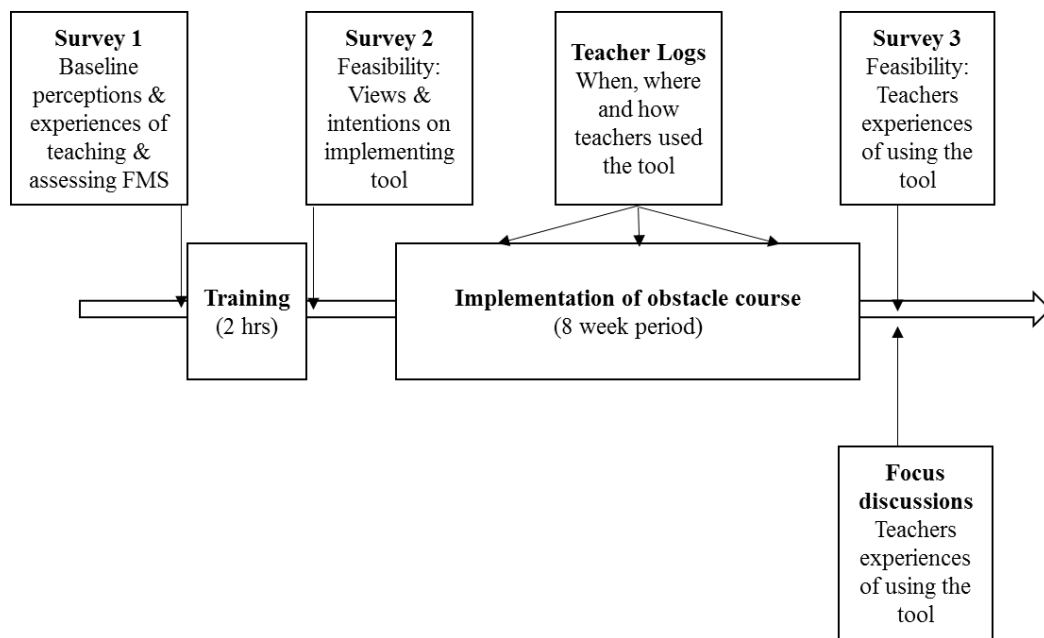 Survey 1
Baseline
perceptions &
experiences of
teaching &
assessing FMS
Survey 2
Feasibility:
Views &
intentions on
implementing
tool
Teacher Logs
When, where
and how
teachers used
the tool
Survey 3
Feasibility:
Teachers
experiences
of using the
tool
Training
(2 hrs)
Implementation of obstacle course
(8 week period)
Focus
discussions
Teachers
experiences
of using the
tool